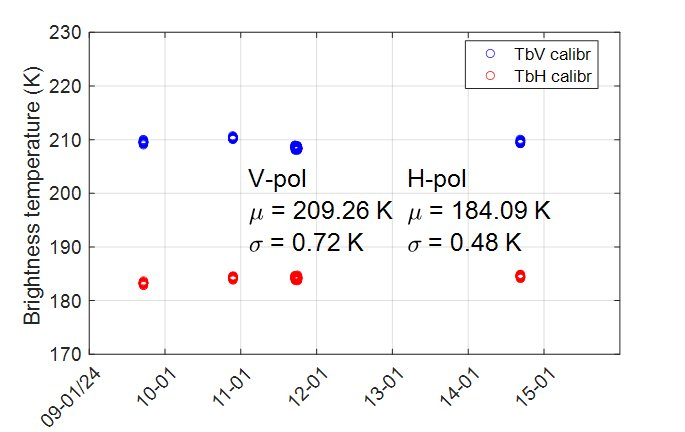 230
220
210
200
190
180
170
Brightness temperature (K)
TbV calibr
TbH calibr
V-pol
μ = 209.26 K
σ = 0.72 K
H-pol
μ = 184.09 K
σ = 0.48 K
09-01/24
10-01
11-01
12-01
13-01
14-01
15-01